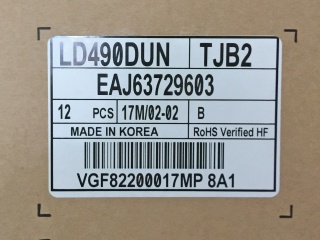 LD490DUN TJB2
EAJ63729603
12 PCS 17M/02-02 B
MADE IN KOREA RoHS Verified HF
VGF82200017MP 8A1